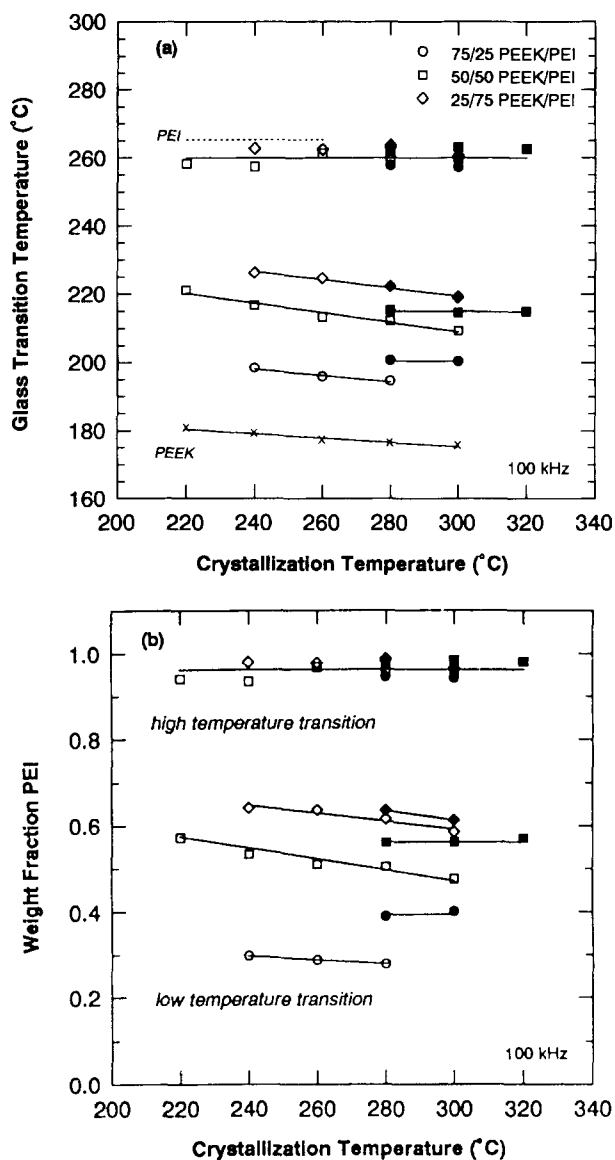 (a)
75/25 PEEK/PEI
50/50 PEEK/PEI
25/75 PEEK/PEI
300
280
260
240
220
200
180
160
PEI
PEEK
100 kHz
Glass Transition Temperature (°C)
200 220 240 260 280 300 320 340
Crystallization Temperature (°C)
(b)
1.0
0.8
0.6
0.4
0.2
0.0
high temperature transition
low temperature transition
100 kHz
Weight Fraction PEI
200 220 240 260 280 300 320 340
Crystallization Temperature (°C)